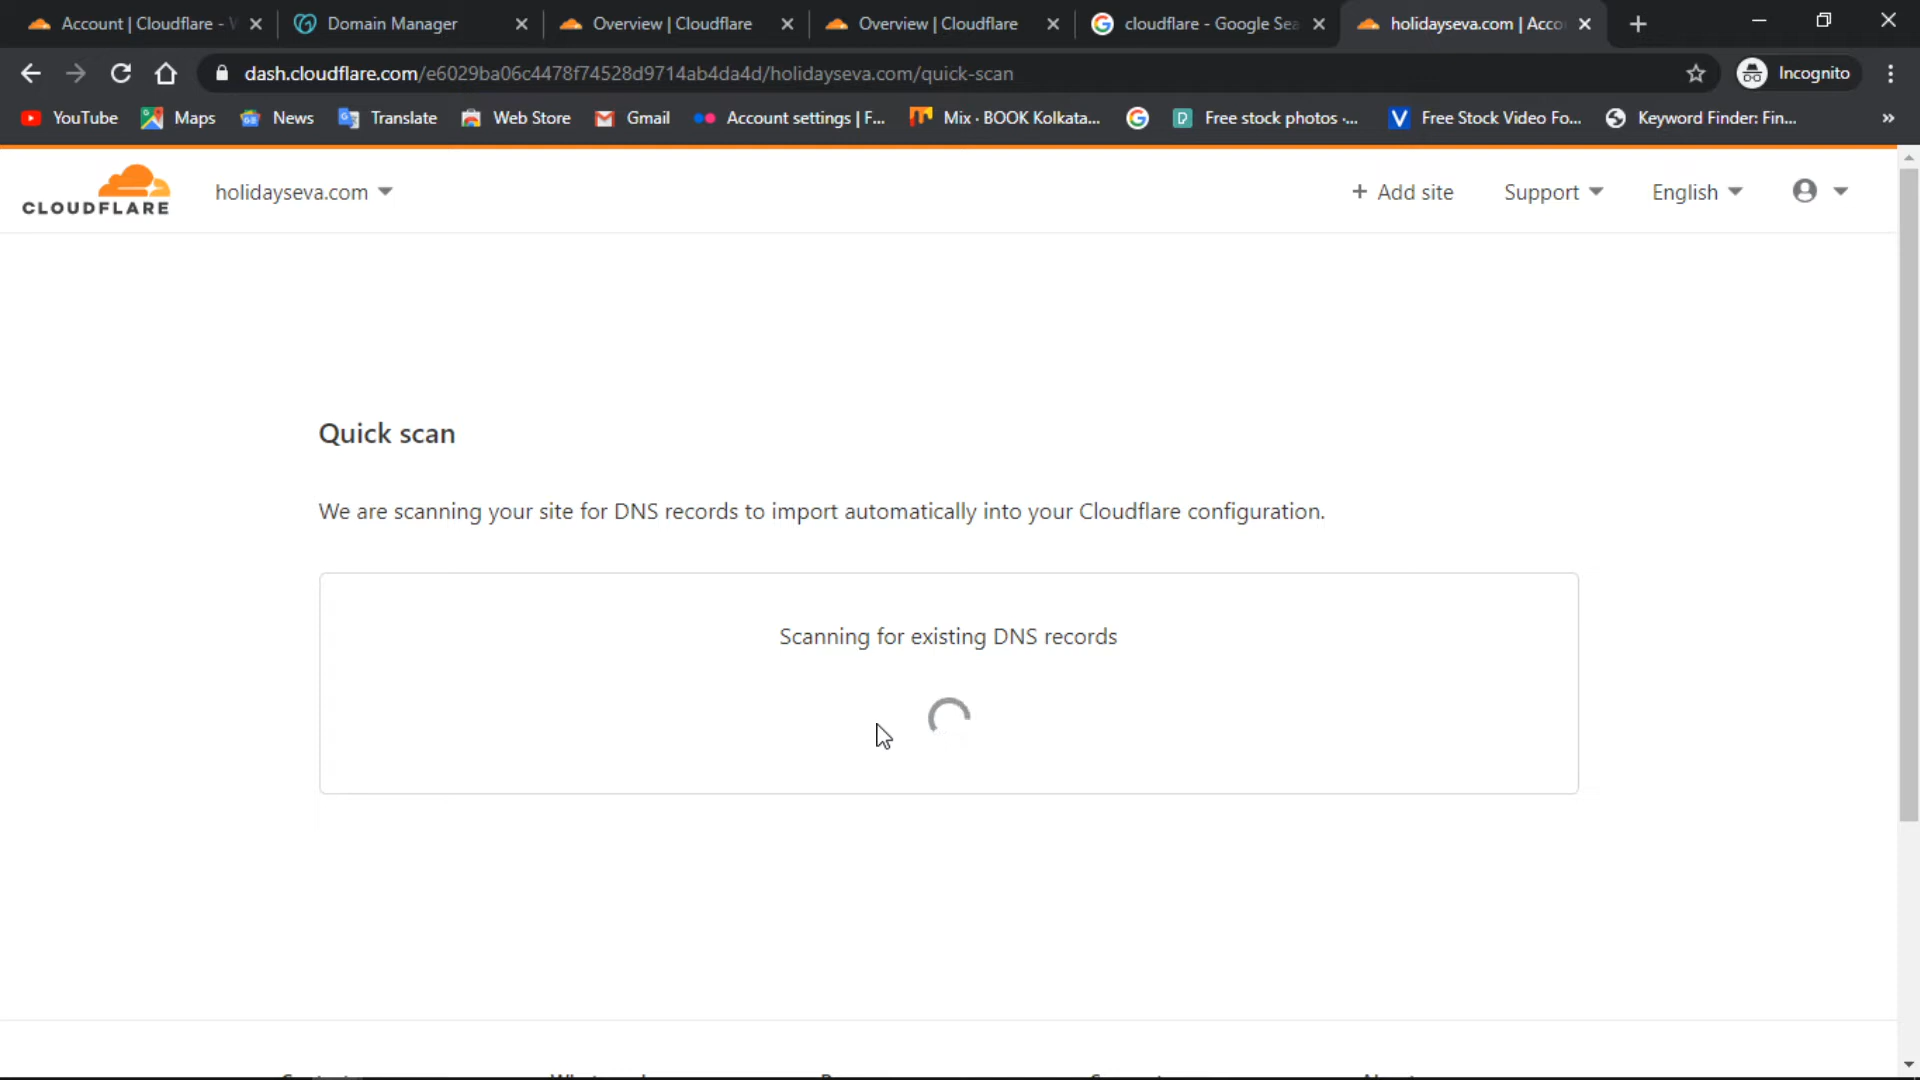 Account | Cloudflare -
Domain Manager
Overview | Cloudflare
Overview | Cloudflare
cloudflare - Google Sea
holidayseva.com | Acco
dash.cloudflare.com/e6029ba06c4478f74528d9714ab4da4d/holidayseva.com/quick-scan
Incognito
YouTube
Maps
News
Translate
Web Store
Gmail
Account settings | F...
Mix · BOOK Kolkata...
Free stock photos ·...
Free Stock Video Fo...
Keyword Finder: Fin...
»
CLOUDFLARE
holidayseva.com
+ Add site
Support
English
Quick scan
We are scanning your site for DNS records to import automatically into your Cloudflare configuration.
Scanning for existing DNS records